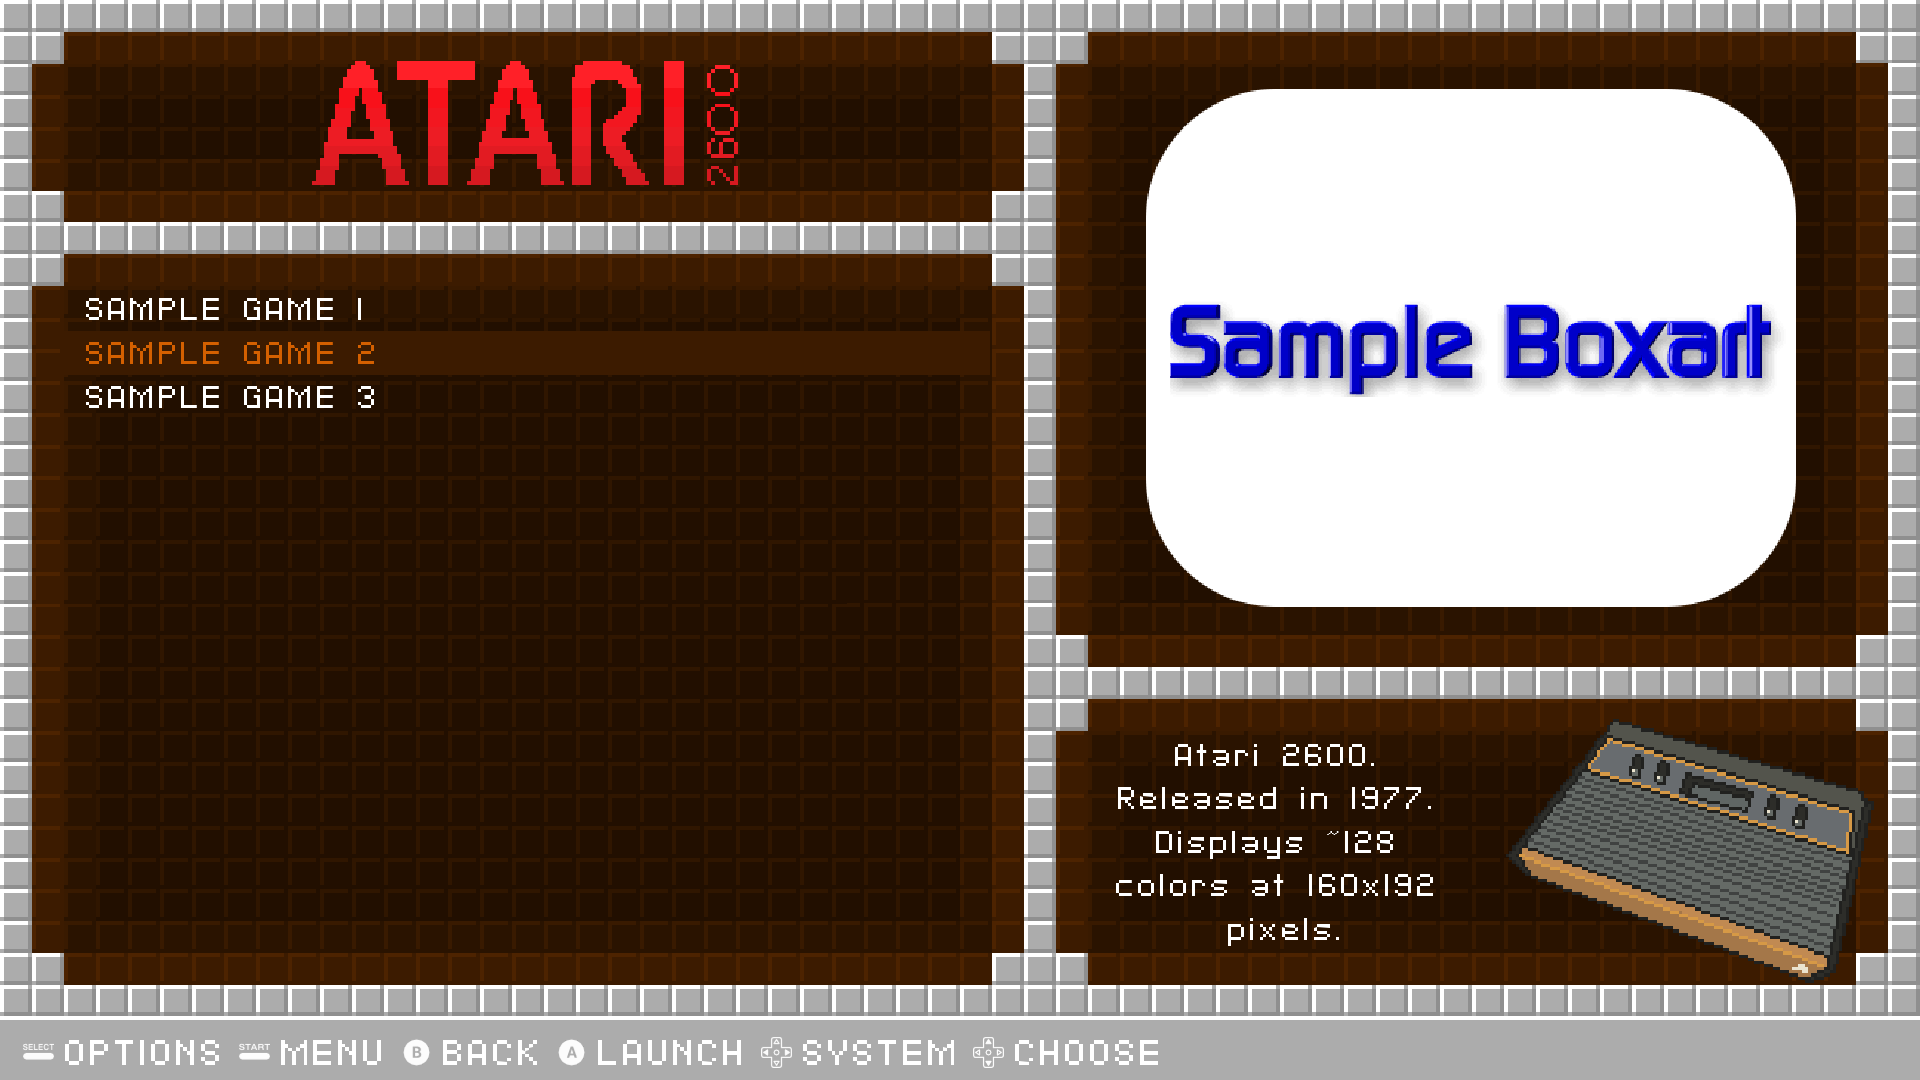 ATARI 2600
SAMPLE GAME 1
SAMPLE GAME 2
SAMPLE GAME 3
Sample Boxart
Atari 2600.
Released in 1977.
Displays ~128
colors at 160x192
pixels.
SELECT OPTIONS START MENU B BACK A LAUNCH SYSTEM CHOOSE